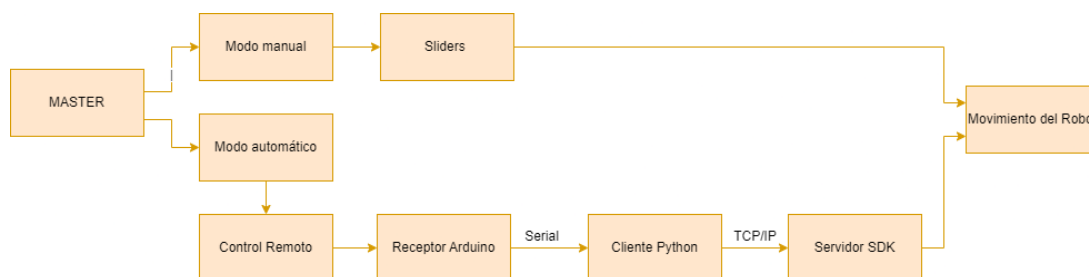 Modo manual
Sliders
MASTER
Movimiento del Robo
Modo automático
Control Remoto
Receptor Arduino
Serial
Cliente Python
TCP/IP
Servidor SDK